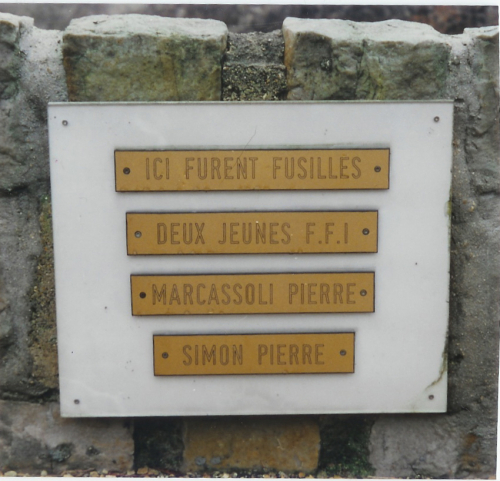 ICI FURENT FUSILLES
DEUX JEUNES F.F.I
MARCASSOLI PIERRE
SIMON PIERRE